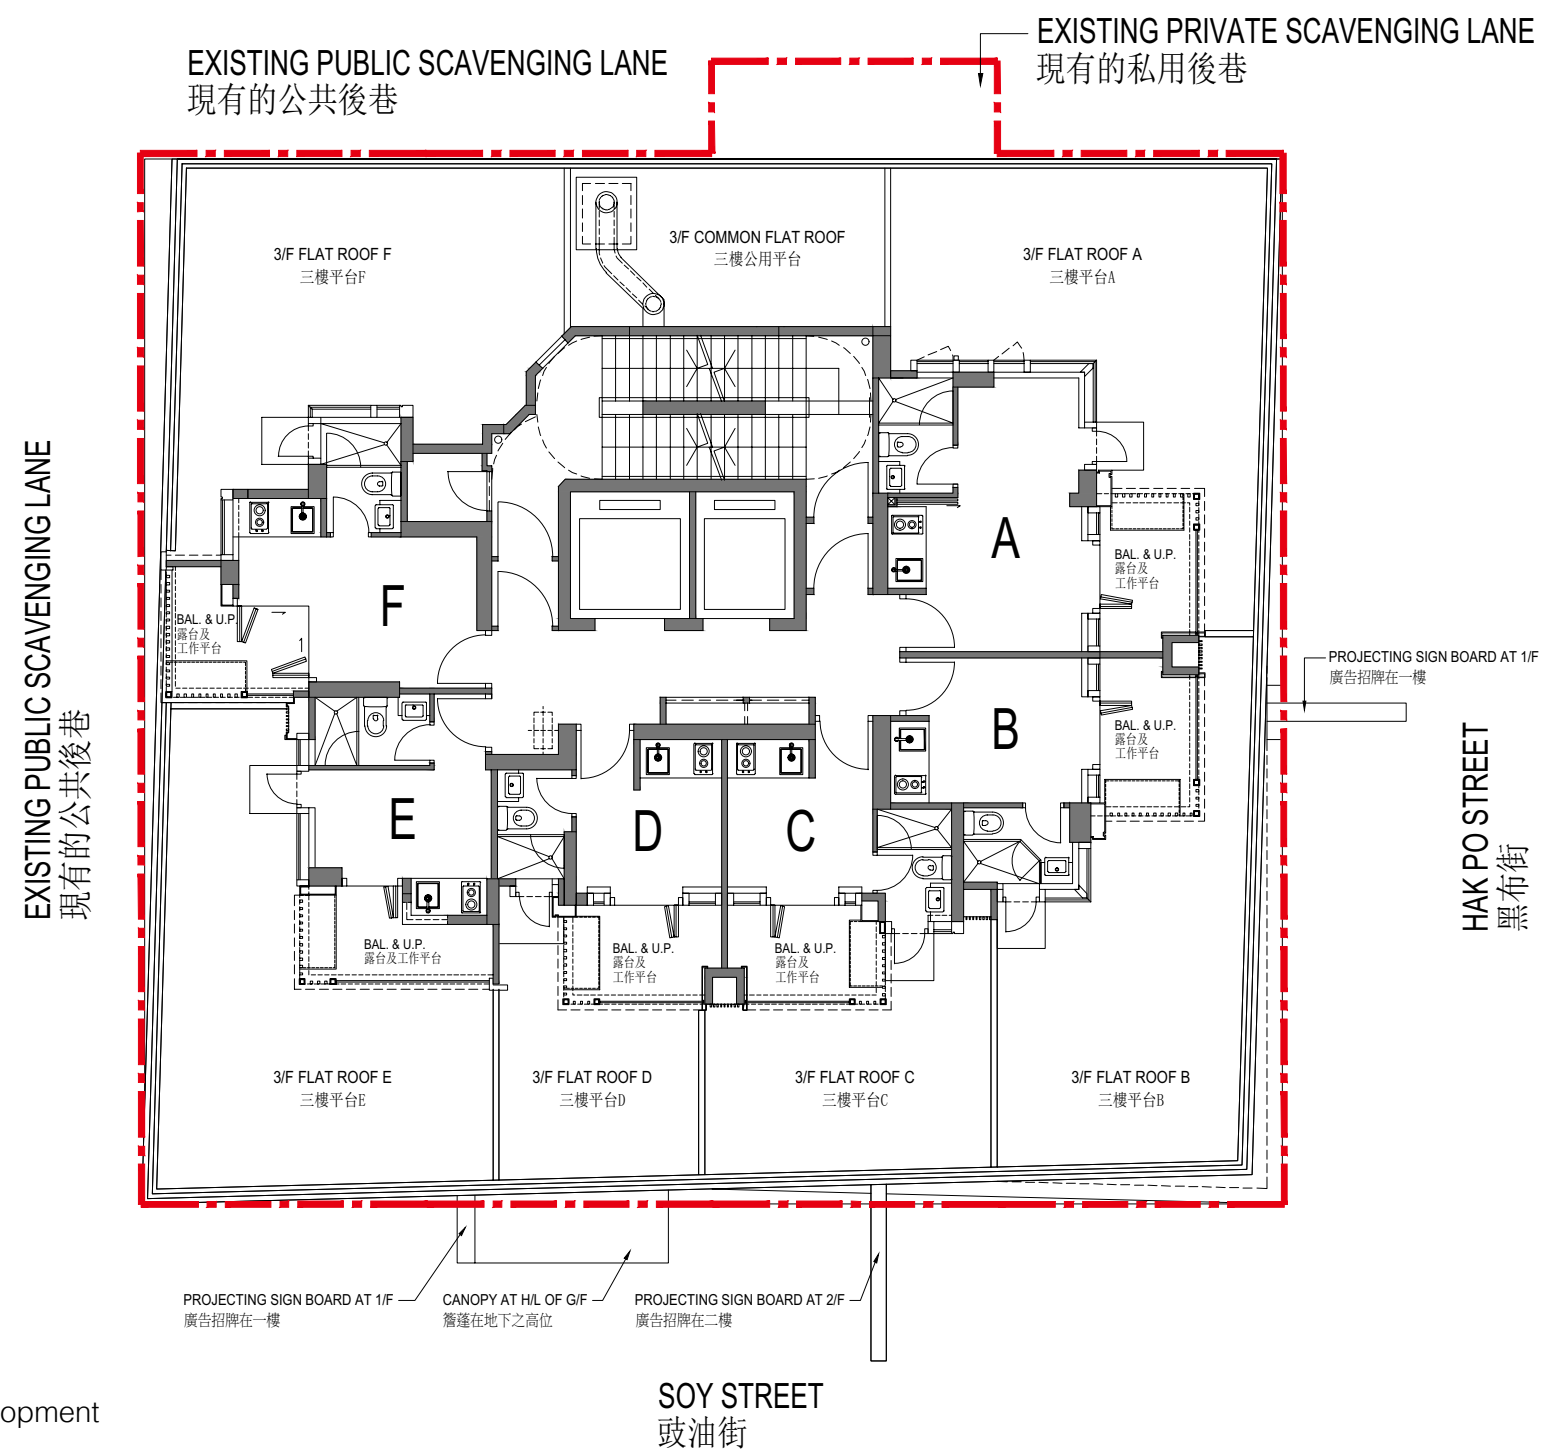 EXISTING PRIVATE SCAVENGING LANE
現有的私用後巷
EXISTING PUBLIC SCAVENGING LANE
現有的公共後巷
3/F FLAT ROOF F
三樓平台F
3/F COMMON FLAT ROOF
三樓公用平台
3/F FLAT ROOF A
三樓平台A
EXISTING PUBLIC SCAVENGING LANE
現有的公共後巷
A
BAL. & U.P.
露台及
工作平台
F
BAL. & U.P.
露台及
工作平台
1
PROJECTING SIGN BOARD AT 1/F
廣告招牌在一樓
B
BAL. & U.P.
露台及
工作平台
HAK PO STREET
黑布街
E
D
C
BAL. & U.P.
露台及工作平台
BAL. & U.P.
露台及
工作平台
BAL. & U.P.
露台及
工作平台
3/F FLAT ROOF E
三樓平台E
3/F FLAT ROOF D
三樓平台D
3/F FLAT ROOF C
三樓平台C
3/F FLAT ROOF B
三樓平台B
PROJECTING SIGN BOARD AT 1/F
廣告招牌在一樓
CANOPY AT H/L OF G/F
簷蓬在地下之高位
PROJECTING SIGN BOARD AT 2/F
廣告招牌在二樓
SOY STREET
豉油街
opment